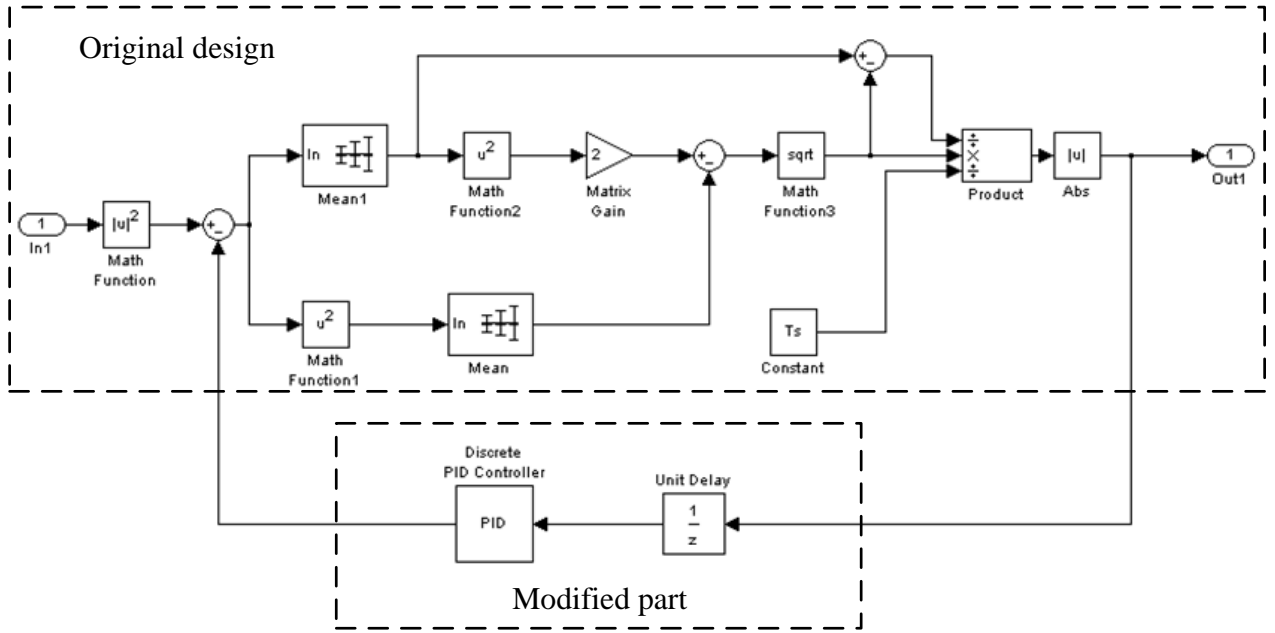 Original design
+
-
In
Mean1
u²
Math
Function2
2
Matrix
Gain
+
-
sqrt
Math
Function3
÷
×
÷
Product
|u|
Abs
1
Out1
1
In1
|u|²
Math
Function
+
-
u²
Math
Function1
In
Mean
Ts
Constant
Discrete
PID Controller
PID
Unit Delay
1
z
Modified part